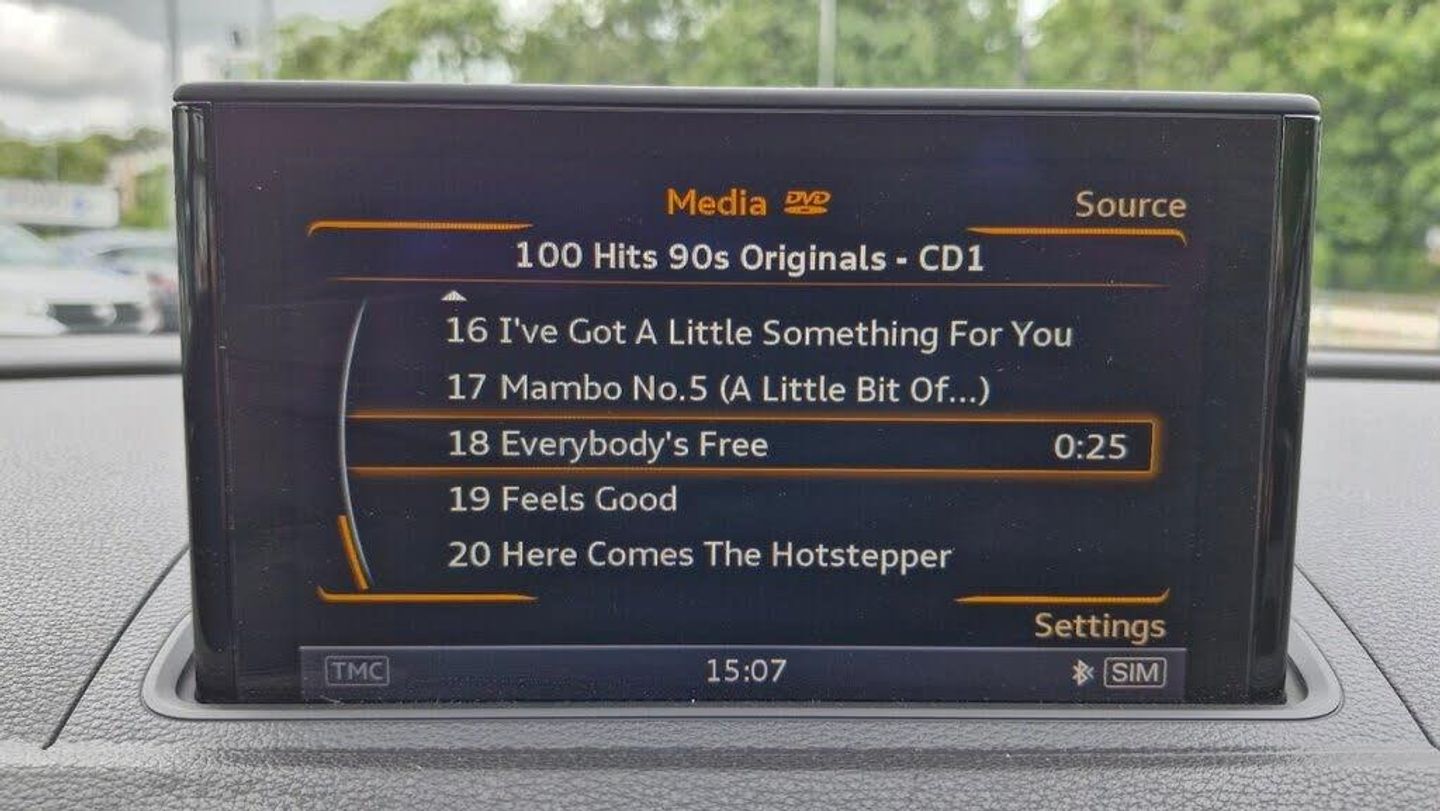 Media DVD
Source
100 Hits 90s Originals - CD1
16 I've Got A Little Something For You
17 Mambo No.5 (A Little Bit Of...)
18 Everybody's Free 0:25
19 Feels Good
20 Here Comes The Hotstepper
Settings
TMC 15:07 SIM